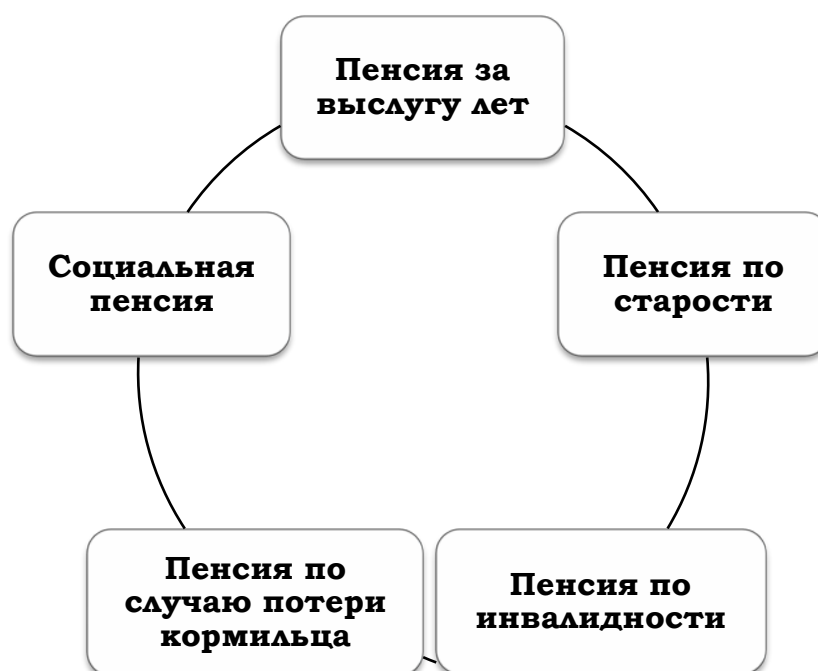 Пенсия за
выслугу лет
Социальная
пенсия
Пенсия по
старости
Пенсия по
случаю потери
кормильца
Пенсия по
инвалидности